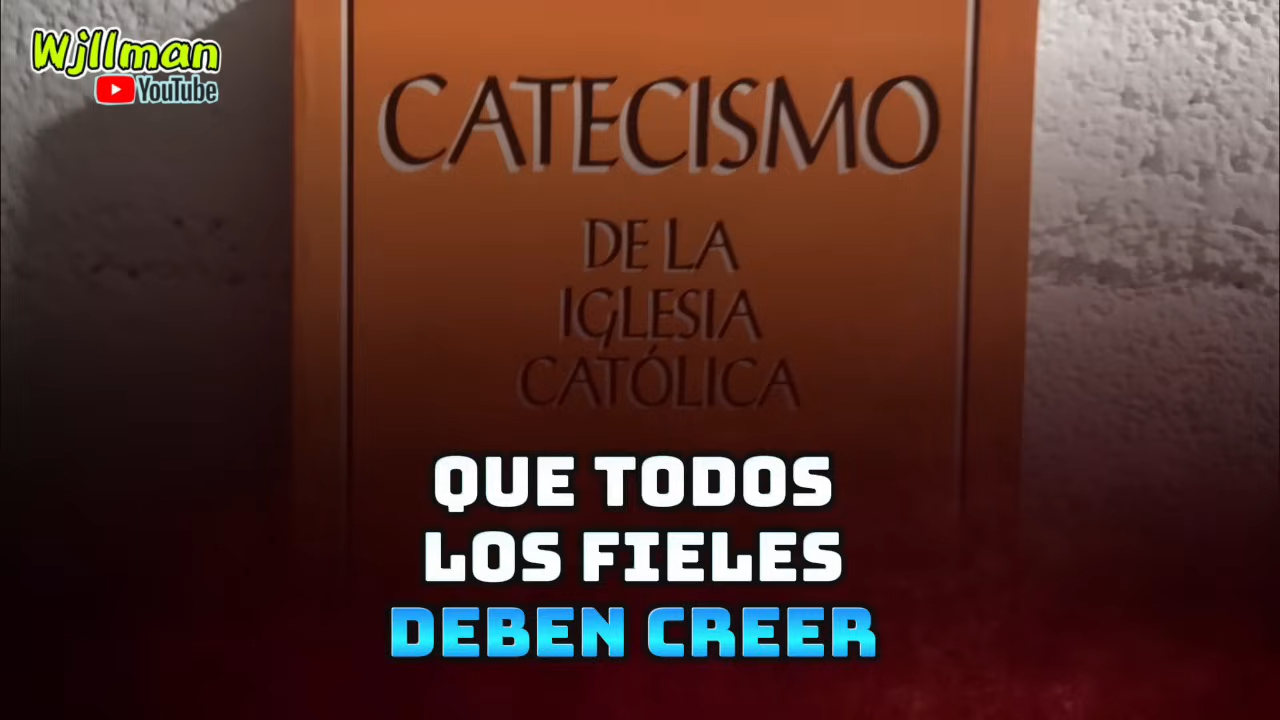 Wjllman
YouTube
CATECISMO
DE LA
IGLESIA
CATÓLICA
QUE TODOS
LOS FIELES
DEBEN CREER